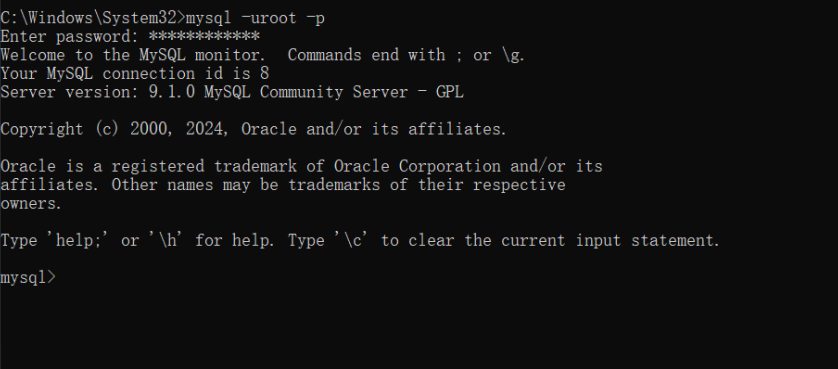 C:\Windows\System32>mysql -uroot -p
Enter password: ************
Welcome to the MySQL monitor.  Commands end with ; or \g.
Your MySQL connection id is 8
Server version: 9.1.0 MySQL Community Server - GPL
Copyright (c) 2000, 2024, Oracle and/or its affiliates.
Oracle is a registered trademark of Oracle Corporation and/or its
affiliates. Other names may be trademarks of their respective
owners.
Type 'help;' or '\h' for help. Type '\c' to clear the current input statement.
mysql>